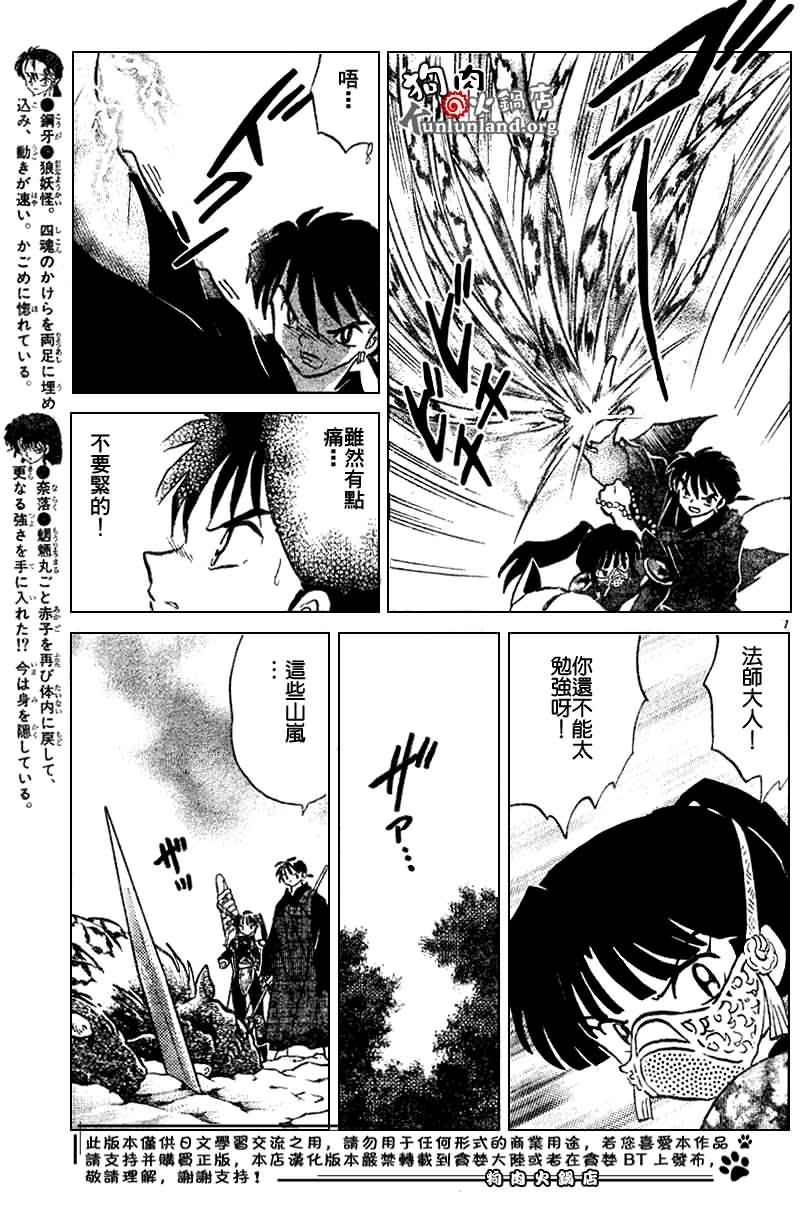 狗肉火鍋店
Kunlunland.org
ビビメ
唔…
雖然有點
痛…
不要緊的！
1
法師大人！
你還不能太
勉強呀！
ザァ…
這些山嵐
…
ザッ
●鋼牙●狼妖怪。四魂のかけらを両足に埋め
込み、動きが速い。かごめに惚れている。
●奈落●魍魎丸ごと赤子を再び体内に戻して、
更なる強さを手に入れた!?今は身を隠している。
此版本僅供日文學習交流之用，請勿用于任何形式的商業用途，若您喜愛本作品
請支持并購買正版，本店漢化版本嚴禁轉載到貪婪大陸或者在貪婪BT上發布，
敬請理解，謝謝支持！
狗肉火鍋店